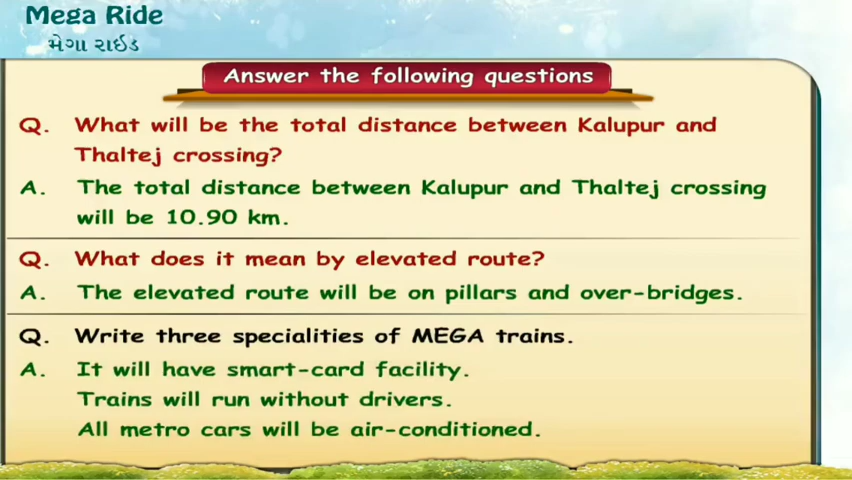 Mega Ride
મેગા રાઈડ
Answer the following questions
Q. What will be the total distance between Kalupur and
Thaltej crossing?
A. The total distance between Kalupur and Thaltej crossing
will be 10.90 km.
Q. What does it mean by elevated route?
A. The elevated route will be on pillars and over-bridges.
Q. Write three specialities of MEGA trains.
A. It will have smart-card facility.
Trains will run without drivers.
All metro cars will be air-conditioned.